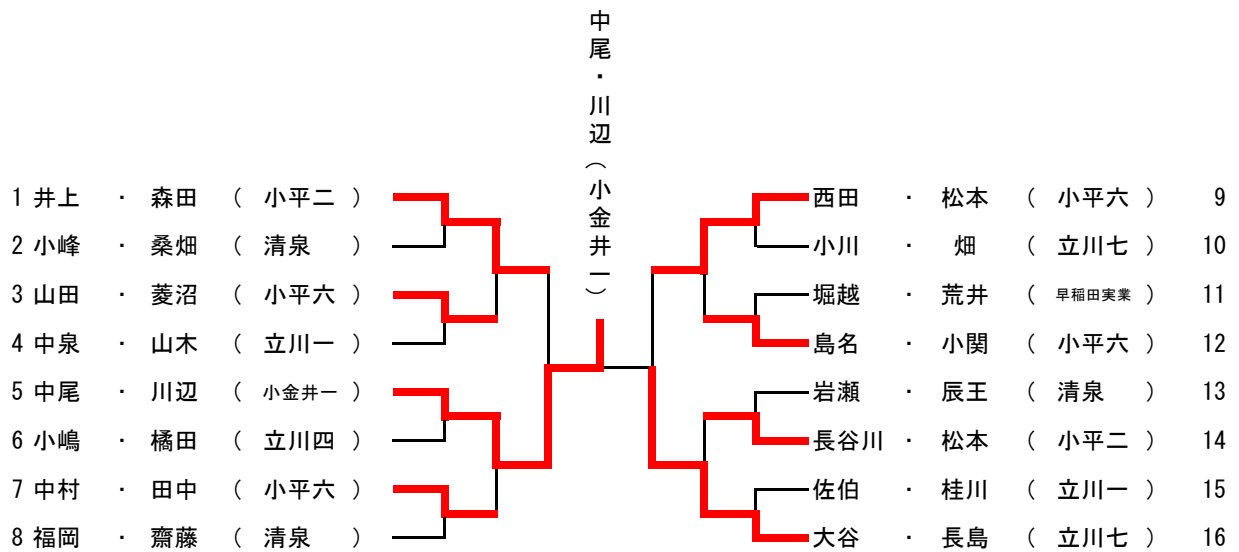 中尾・川辺（小金井一）
1 井上 ・ 森田 （ 小平二 ）
2 小峰 ・ 桑畑 （ 清泉 ）
3 山田 ・ 菱沼 （ 小平六 ）
4 中泉 ・ 山木 （ 立川一 ）
5 中尾 ・ 川辺 （ 小金井一 ）
6 小嶋 ・ 橘田 （ 立川四 ）
7 中村 ・ 田中 （ 小平六 ）
8 福岡 ・ 齋藤 （ 清泉 ）
西田 ・ 松本 （ 小平六 ） 9
小川 ・ 畑 （ 立川七 ） 10
堀越 ・ 荒井 （ 早稲田実業 ） 11
島名 ・ 小関 （ 小平六 ） 12
岩瀬 ・ 辰王 （ 清泉 ） 13
長谷川 ・ 松本 （ 小平二 ） 14
佐伯 ・ 桂川 （ 立川一 ） 15
大谷 ・ 長島 （ 立川七 ） 16